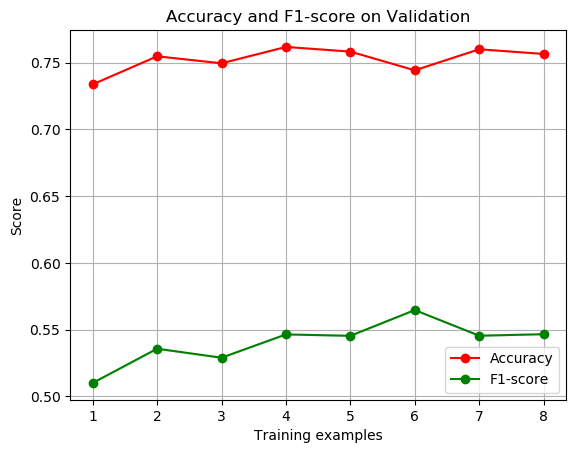 Accuracy and F1-score on Validation
Score
0.75
0.70
0.65
0.60
0.55
0.50
Accuracy
F1-score
1 2 3 4 5 6 7 8
Training examples